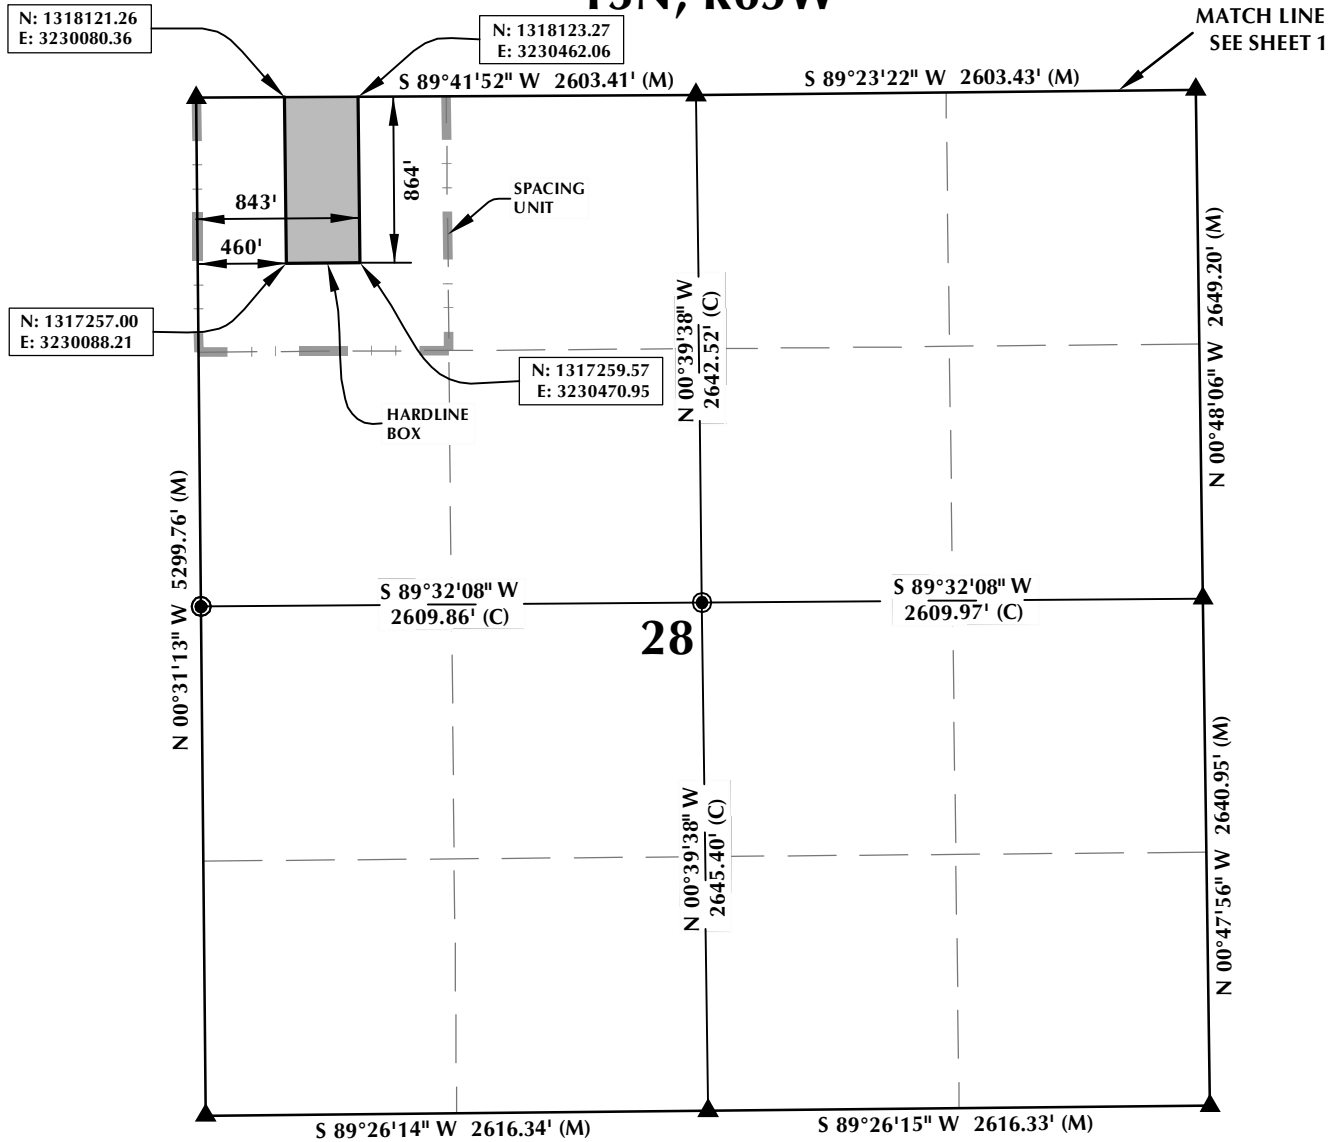 N: 1318121.26
E: 3230080.36
N: 1318123.27
E: 3230462.06
MATCH LINE
SEE SHEET 1
S 89°41'52" W 2603.41' (M)
S 89°23'22" W 2603.43' (M)
864'
843'
460'
SPACING
UNIT
N: 1317257.00
E: 3230088.21
N: 1317259.57
E: 3230470.95
HARDLINE
BOX
N 00°39'38" W
2642.52' (C)
N 00°48'06" W 2649.20' (M)
N 00°31'13" W 5299.76' (M)
S 89°32'08" W
2609.86' (C)
S 89°32'08" W
2609.97' (C)
28
N 00°39'38" W
2645.40' (C)
N 00°47'56" W 2640.95' (M)
S 89°26'14" W 2616.34' (M)
S 89°26'15" W 2616.33' (M)